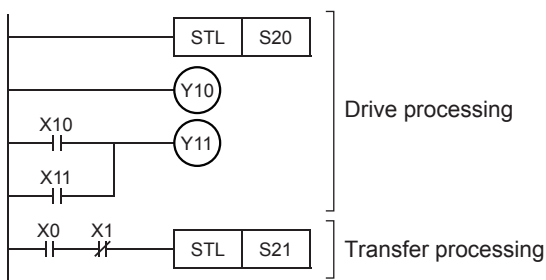 STL S20
Y10
X10
Y11
X11
Drive processing
X0 X1
STL S21
Transfer processing